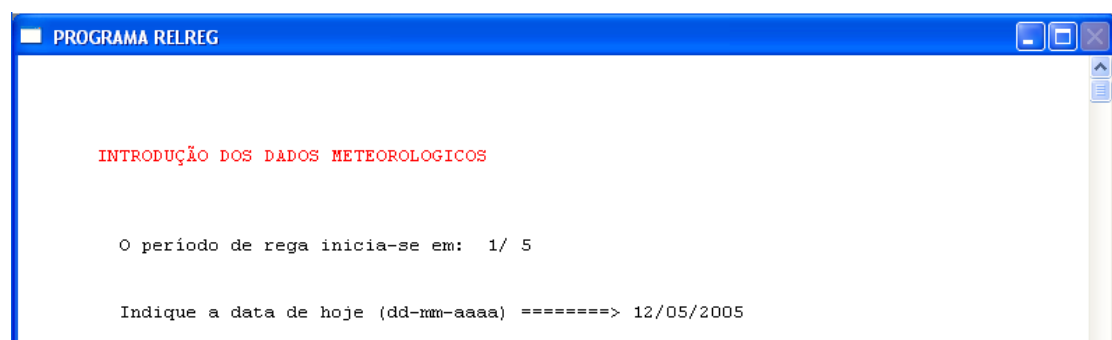 PROGRAMA RELREG
INTRODUÇÃO DOS DADOS METEOROLOGICOS
O período de rega inicia-se em:  1/ 5
Indique a data de hoje (dd-mm-aaaa) ========> 12/05/2005